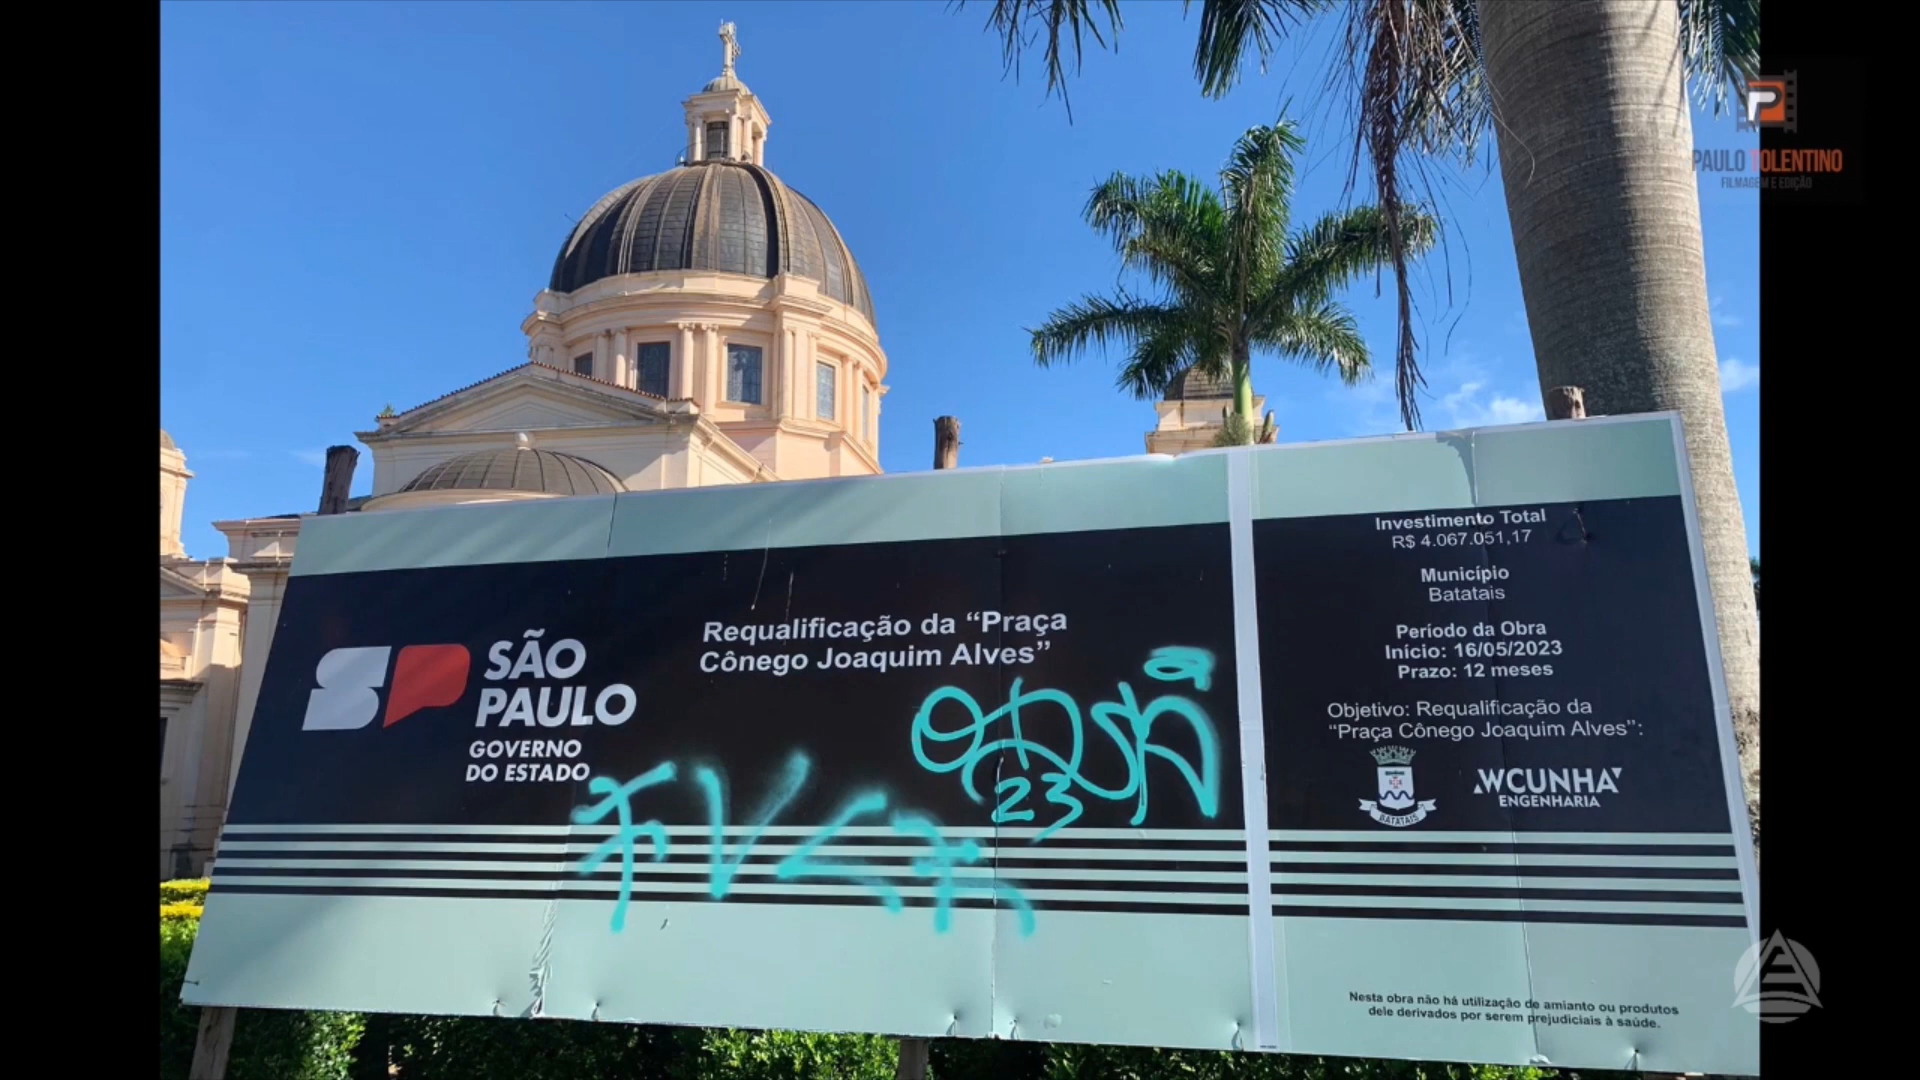 PAULO TOLENTINO
FILMAGEM E EDIÇÃO
SP
SÃO
PAULO
GOVERNO
DO ESTADO
Requalificação da “Praça
Cônego Joaquim Alves”
23
Investimento Total
R$ 4.067.051,17
Município
Batatais
Período da Obra
Início: 16/05/2023
Prazo: 12 meses
Objetivo: Requalificação da
“Praça Cônego Joaquim Alves”:
BATATAIS
WCUNHA
ENGENHARIA
Nesta obra não há utilização de amianto ou produtos
dele derivados por serem prejudiciais à saúde.